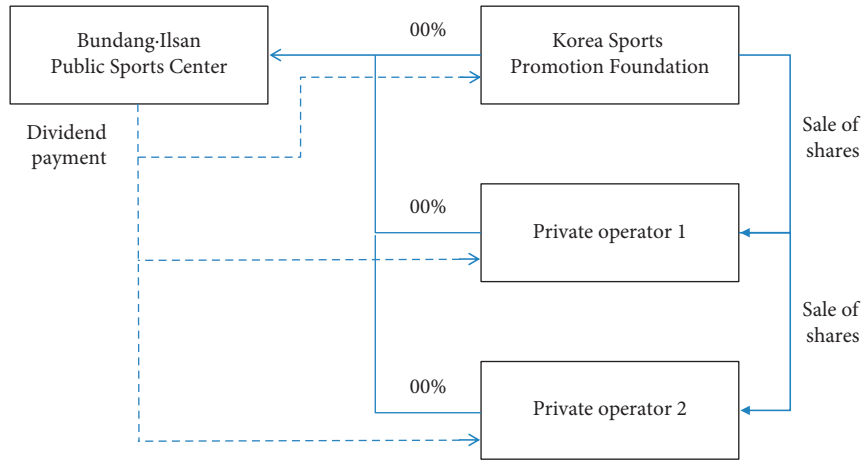 Bundang·Ilsan
Public Sports Center
00%
Korea Sports
Promotion Foundation
Dividend
payment
Sale of
shares
00%
Private operator 1
Sale of
shares
00%
Private operator 2